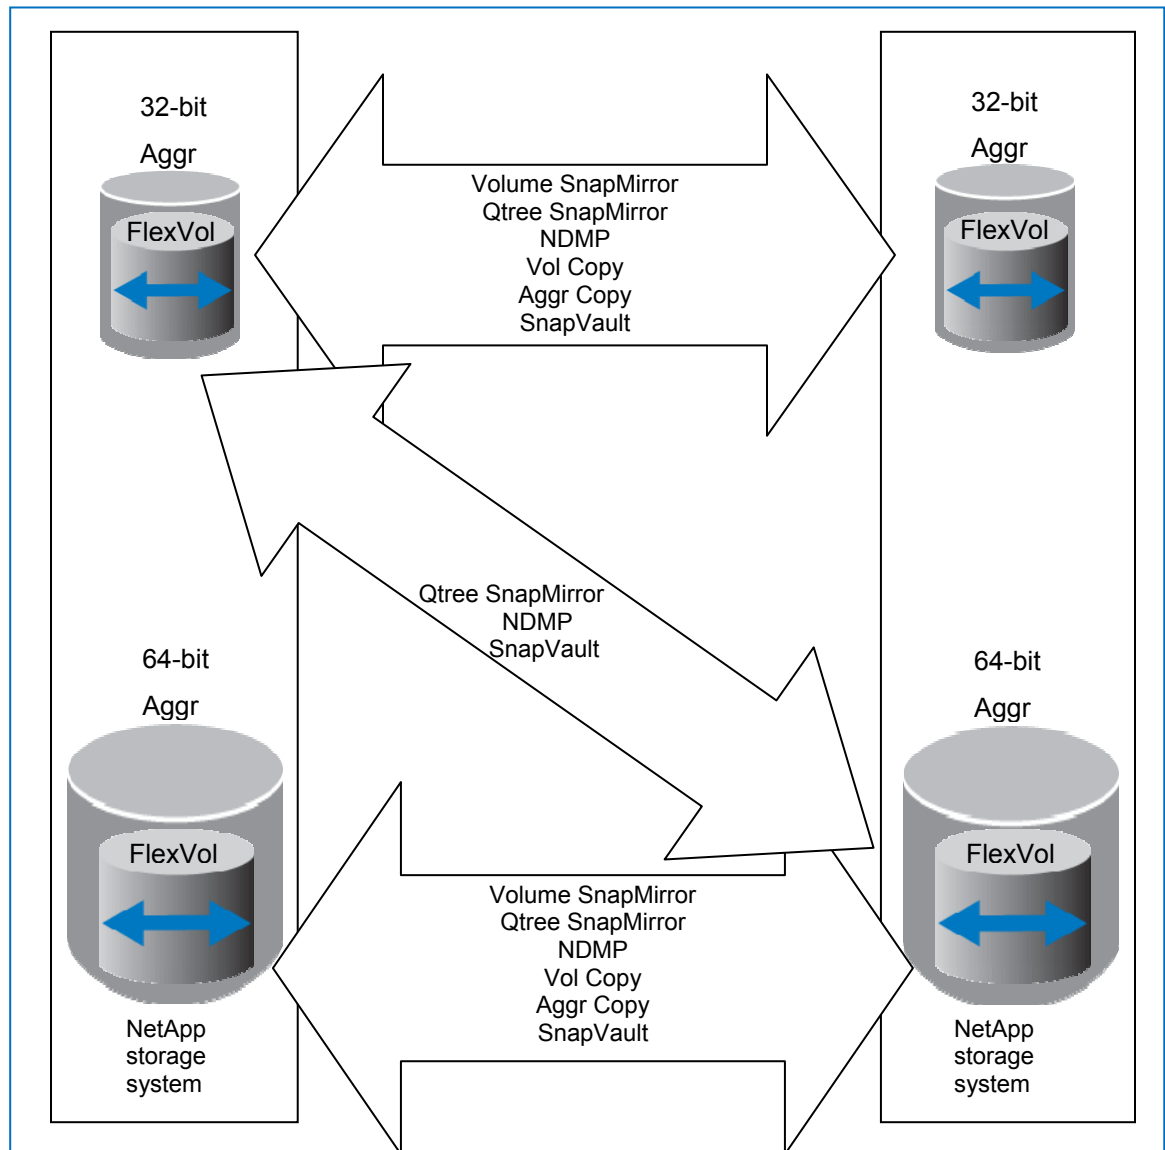 32-bit
Aggr
FlexVol
Volume SnapMirror
Qtree SnapMirror
NDMP
Vol Copy
Aggr Copy
SnapVault
32-bit
Aggr
FlexVol
Qtree SnapMirror
NDMP
SnapVault
64-bit
Aggr
FlexVol
NetApp
storage
system
Volume SnapMirror
Qtree SnapMirror
NDMP
Vol Copy
Aggr Copy
SnapVault
64-bit
Aggr
FlexVol
NetApp
storage
system